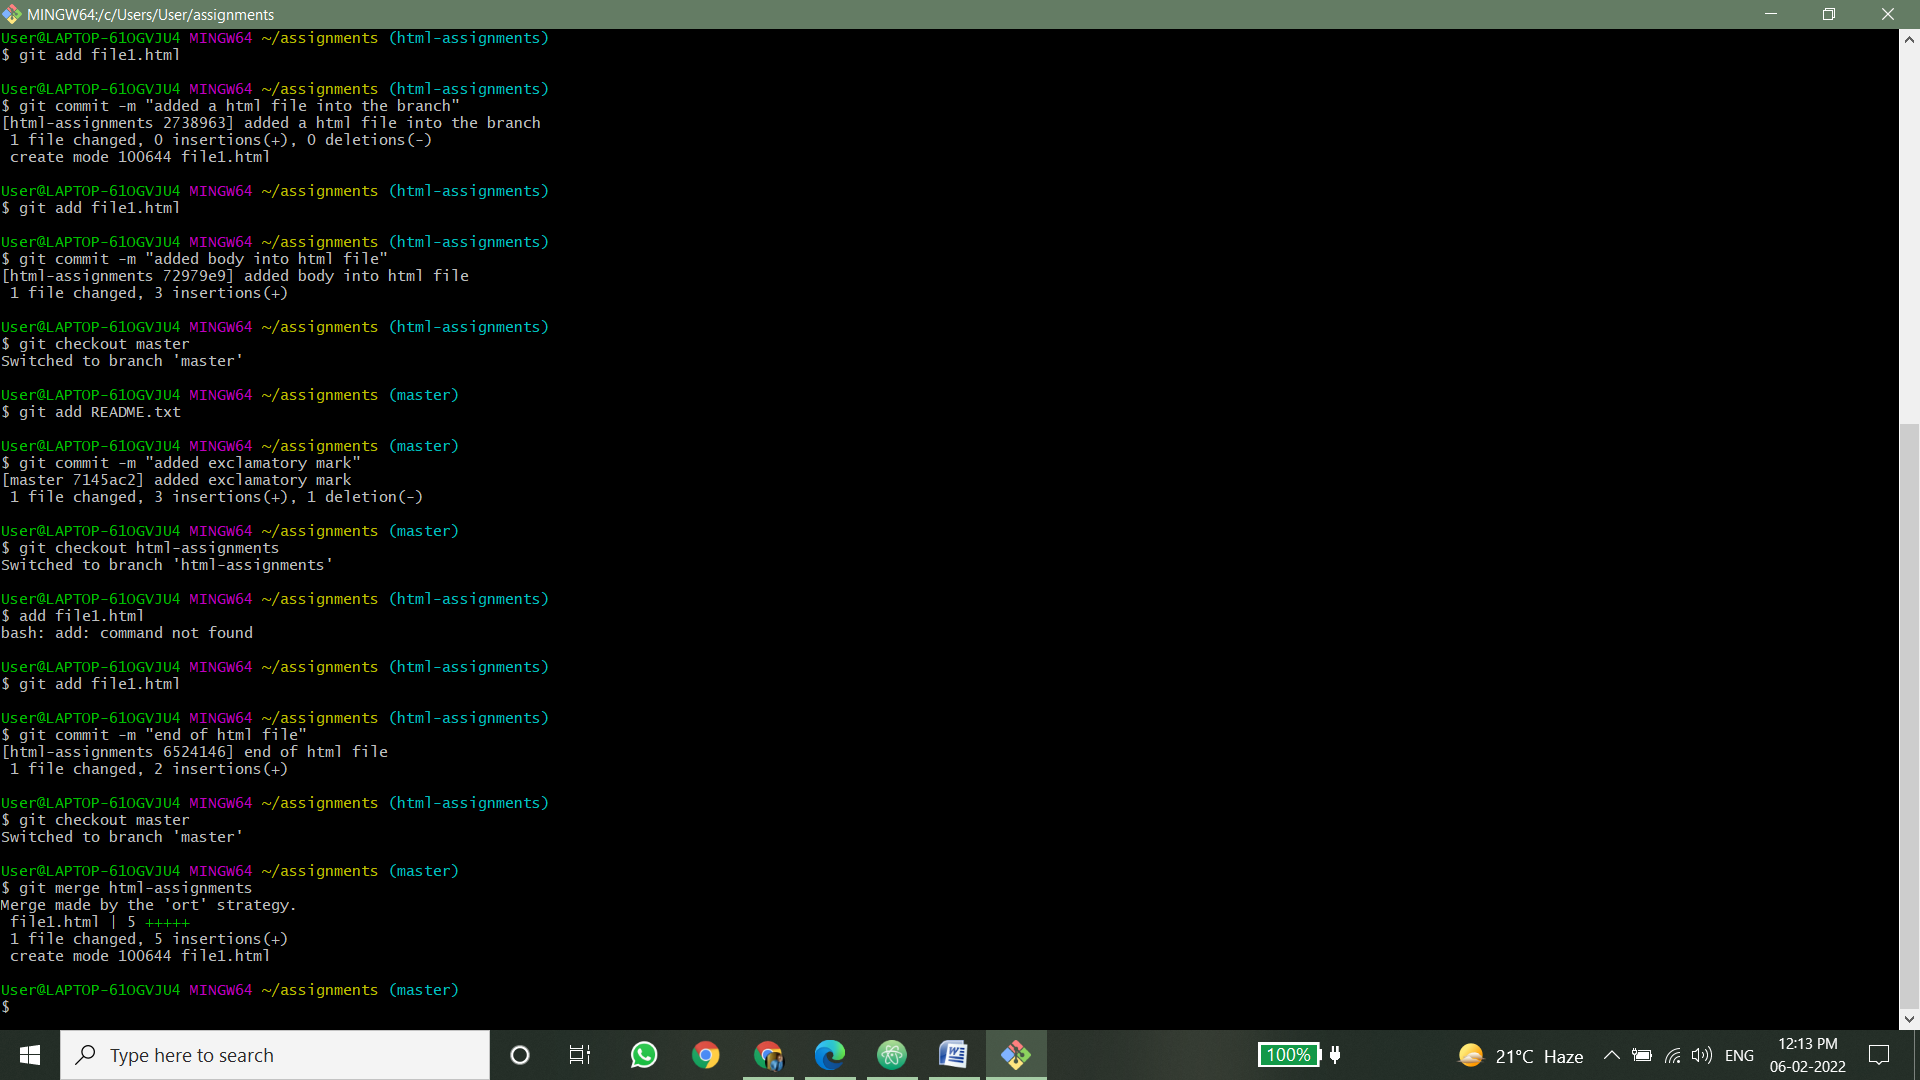 MINGW64:/c/Users/User/assignments
User@LAPTOP-61OGVJU4 MINGW64 ~/assignments (html-assignments)
$ git add file1.html
User@LAPTOP-61OGVJU4 MINGW64 ~/assignments (html-assignments)
$ git commit -m "added a html file into the branch"
[html-assignments 2738963] added a html file into the branch
1 file changed, 0 insertions(+), 0 deletions(-)
create mode 100644 file1.html
User@LAPTOP-61OGVJU4 MINGW64 ~/assignments (html-assignments)
$ git add file1.html
User@LAPTOP-61OGVJU4 MINGW64 ~/assignments (html-assignments)
$ git commit -m "added body into html file"
[html-assignments 72979e9] added body into html file
1 file changed, 3 insertions(+)
User@LAPTOP-61OGVJU4 MINGW64 ~/assignments (html-assignments)
$ git checkout master
Switched to branch 'master'
User@LAPTOP-61OGVJU4 MINGW64 ~/assignments (master)
$ git add README.txt
User@LAPTOP-61OGVJU4 MINGW64 ~/assignments (master)
$ git commit -m "added exclamatory mark"
[master 7145ac2] added exclamatory mark
1 file changed, 3 insertions(+), 1 deletion(-)
User@LAPTOP-61OGVJU4 MINGW64 ~/assignments (master)
$ git checkout html-assignments
Switched to branch 'html-assignments'
User@LAPTOP-61OGVJU4 MINGW64 ~/assignments (html-assignments)
$ add file1.html
bash: add: command not found
User@LAPTOP-61OGVJU4 MINGW64 ~/assignments (html-assignments)
$ git add file1.html
User@LAPTOP-61OGVJU4 MINGW64 ~/assignments (html-assignments)
$ git commit -m "end of html file"
[html-assignments 6524146] end of html file
1 file changed, 2 insertions(+)
User@LAPTOP-61OGVJU4 MINGW64 ~/assignments (html-assignments)
$ git checkout master
Switched to branch 'master'
User@LAPTOP-61OGVJU4 MINGW64 ~/assignments (master)
$ git merge html-assignments
Merge made by the 'ort' strategy.
file1.html | 5 +++++
1 file changed, 5 insertions(+)
create mode 100644 file1.html
User@LAPTOP-61OGVJU4 MINGW64 ~/assignments (master)
$
Type here to search
100%
21°C Haze
ENG
12:13 PM
06-02-2022